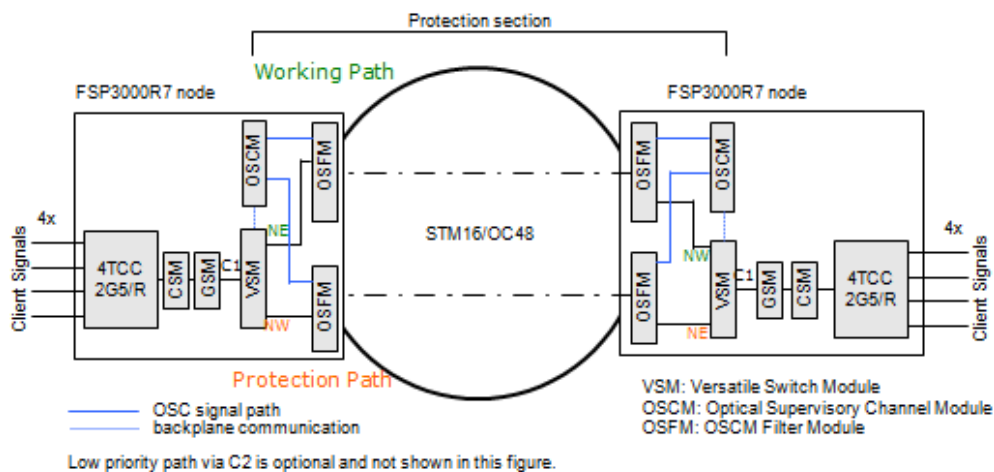 Protection section
Working Path
FSP3000R7 node
FSP3000R7 node
OSCM
OSFM
OSFM
OSCM
4x
4x
NE
STM16/OC48
NW
Client Signals
4TCC
2G5/R
CSM
GSM
C1
VSM
OSFM
NW
OSFM
NE
VSM
C1
GSM
CSM
4TCC
2G5/R
Client Signals
Protection Path
OSC signal path
backplane communication
VSM: Versatile Switch Module
OSCM: Optical Supervisory Channel Module
OSFM: OSCM Filter Module
Low priority path via C2 is optional and not shown in this figure.